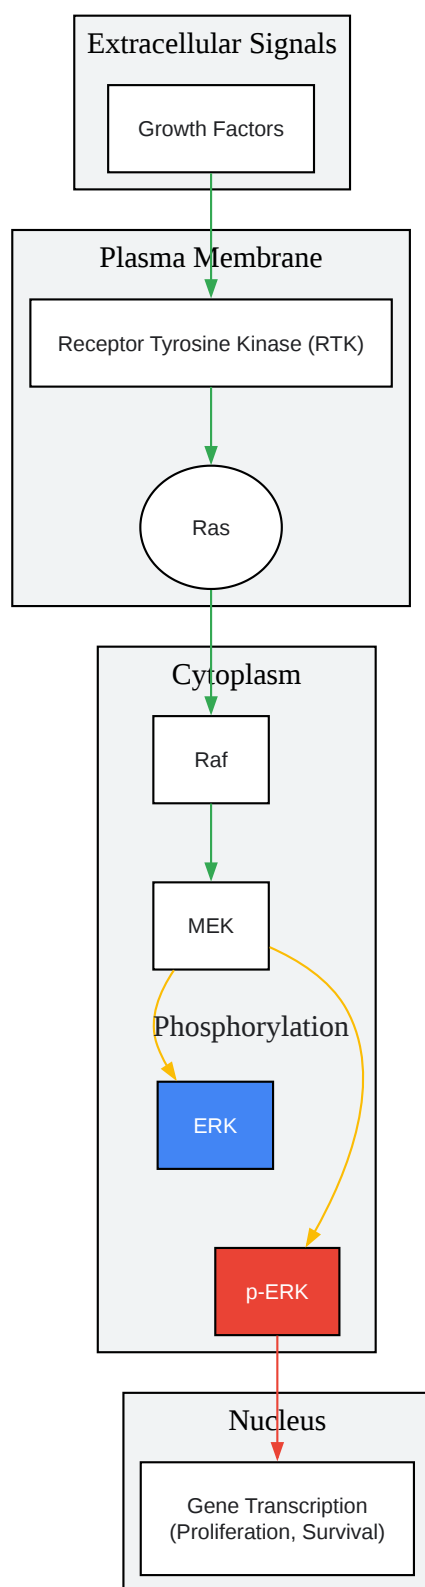 Extracellular Signals
Growth Factors
Plasma Membrane
Receptor Tyrosine Kinase (RTK)
Ras
Cytoplasm
Raf
MEK
Phosphorylation
ERK
p-ERK
Nucleus
Gene Transcription
(Proliferation, Survival)